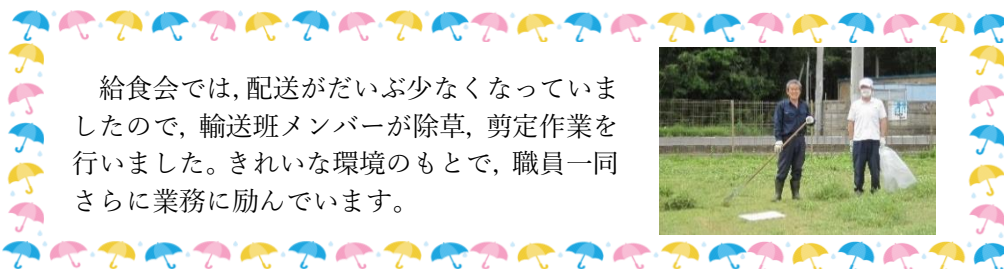 給食会では,配送がだいぶ少なくなっていま
したので,輸送班メンバーが除草,剪定作業を
行いました。きれいな環境のもとで,職員一同
さらに業務に励んでいます。